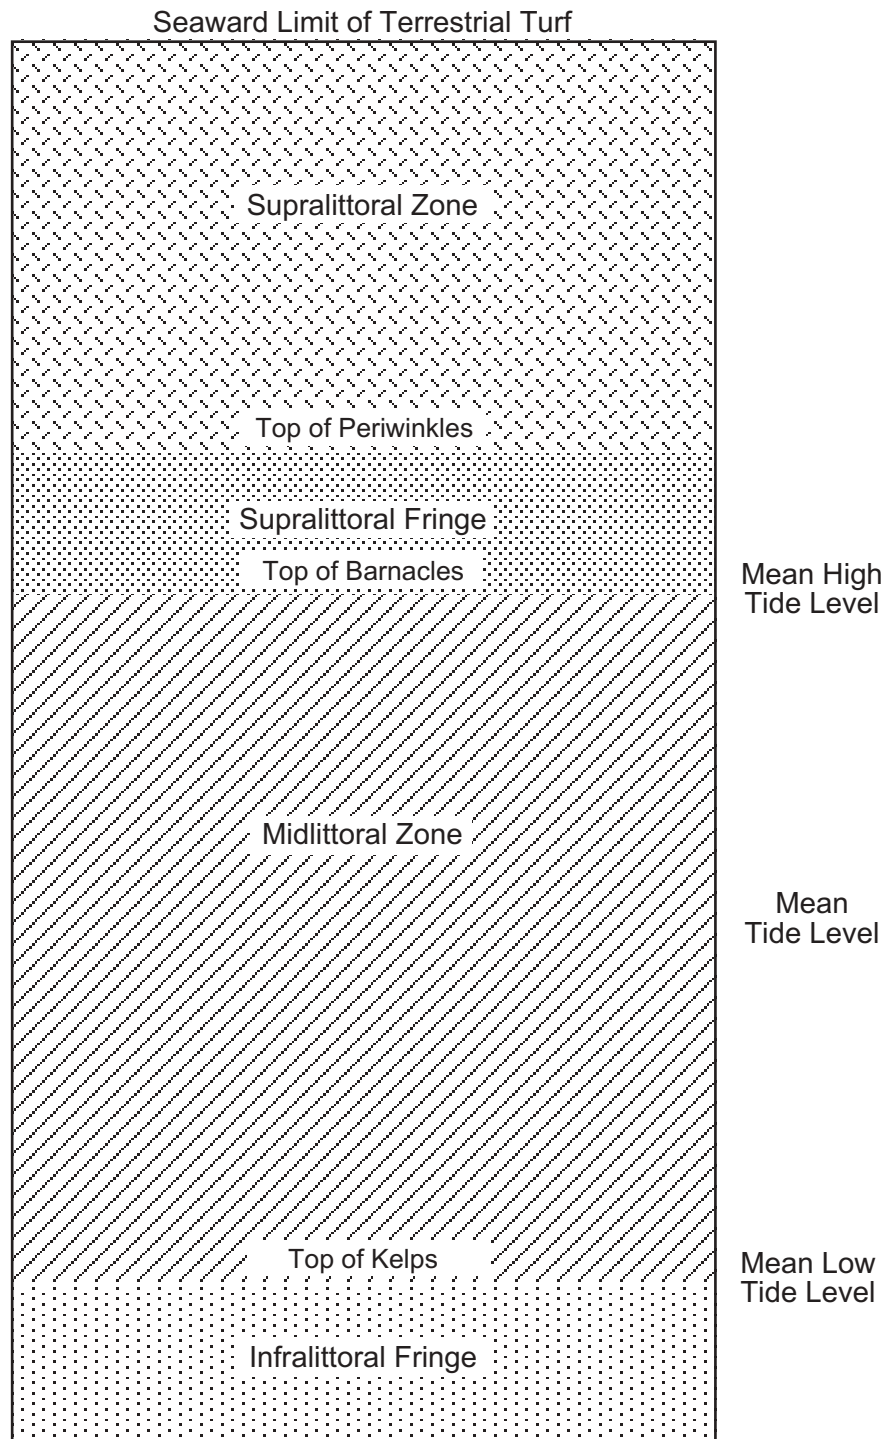 Seaward Limit of Terrestrial Turf
Supralittoral Zone
Top of Periwinkles
Supralittoral Fringe
Top of Barnacles
Mean High
Tide Level
Midlittoral Zone
Mean
Tide Level
Top of Kelps
Mean Low
Tide Level
Infralittoral Fringe